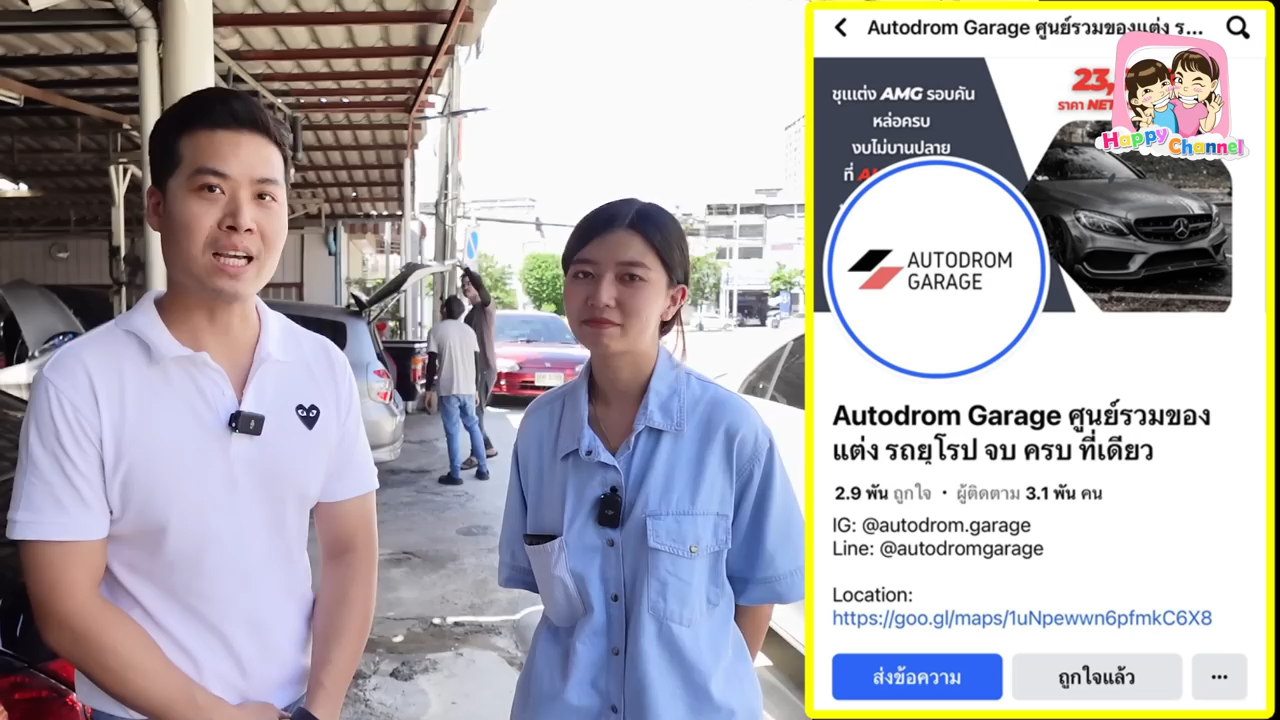 Autodrom Garage ศูนย์รวมของแต่ง ร...
ชุแแต่ง AMG รอบคัน
หล่อครบ
งบไม่บานปลาย
ที่
23,
ราคา NET
Happy Channel
AUTODROM
GARAGE
Autodrom Garage ศูนย์รวมของ
แต่ง รถยุโรป จบ ครบ ที่เดียว
2.9 พัน ถูกใจ · ผู้ติดตาม 3.1 พัน คน
IG: @autodrom.garage
Line: @autodromgarage
Location:
https://goo.gl/maps/1uNpewwn6pfmkC6X8
ส่งข้อความ
ถูกใจแล้ว
...